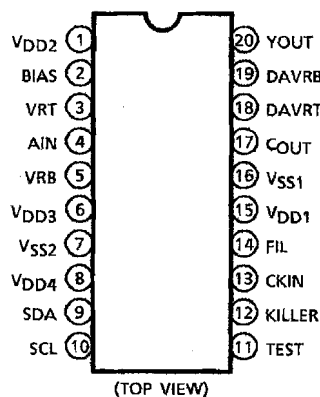 VDD2 1 20 YOUT
BIAS 2 19 DAVRB
VRT 3 18 DAVRT
AIN 4 17 COUT
VRB 5 16 VSS1
VDD3 6 15 VDD1
VSS2 7 14 FIL
VDD4 8 13 CKIN
SDA 9 12 KILLER
SCL 10 11 TEST
(TOP VIEW)